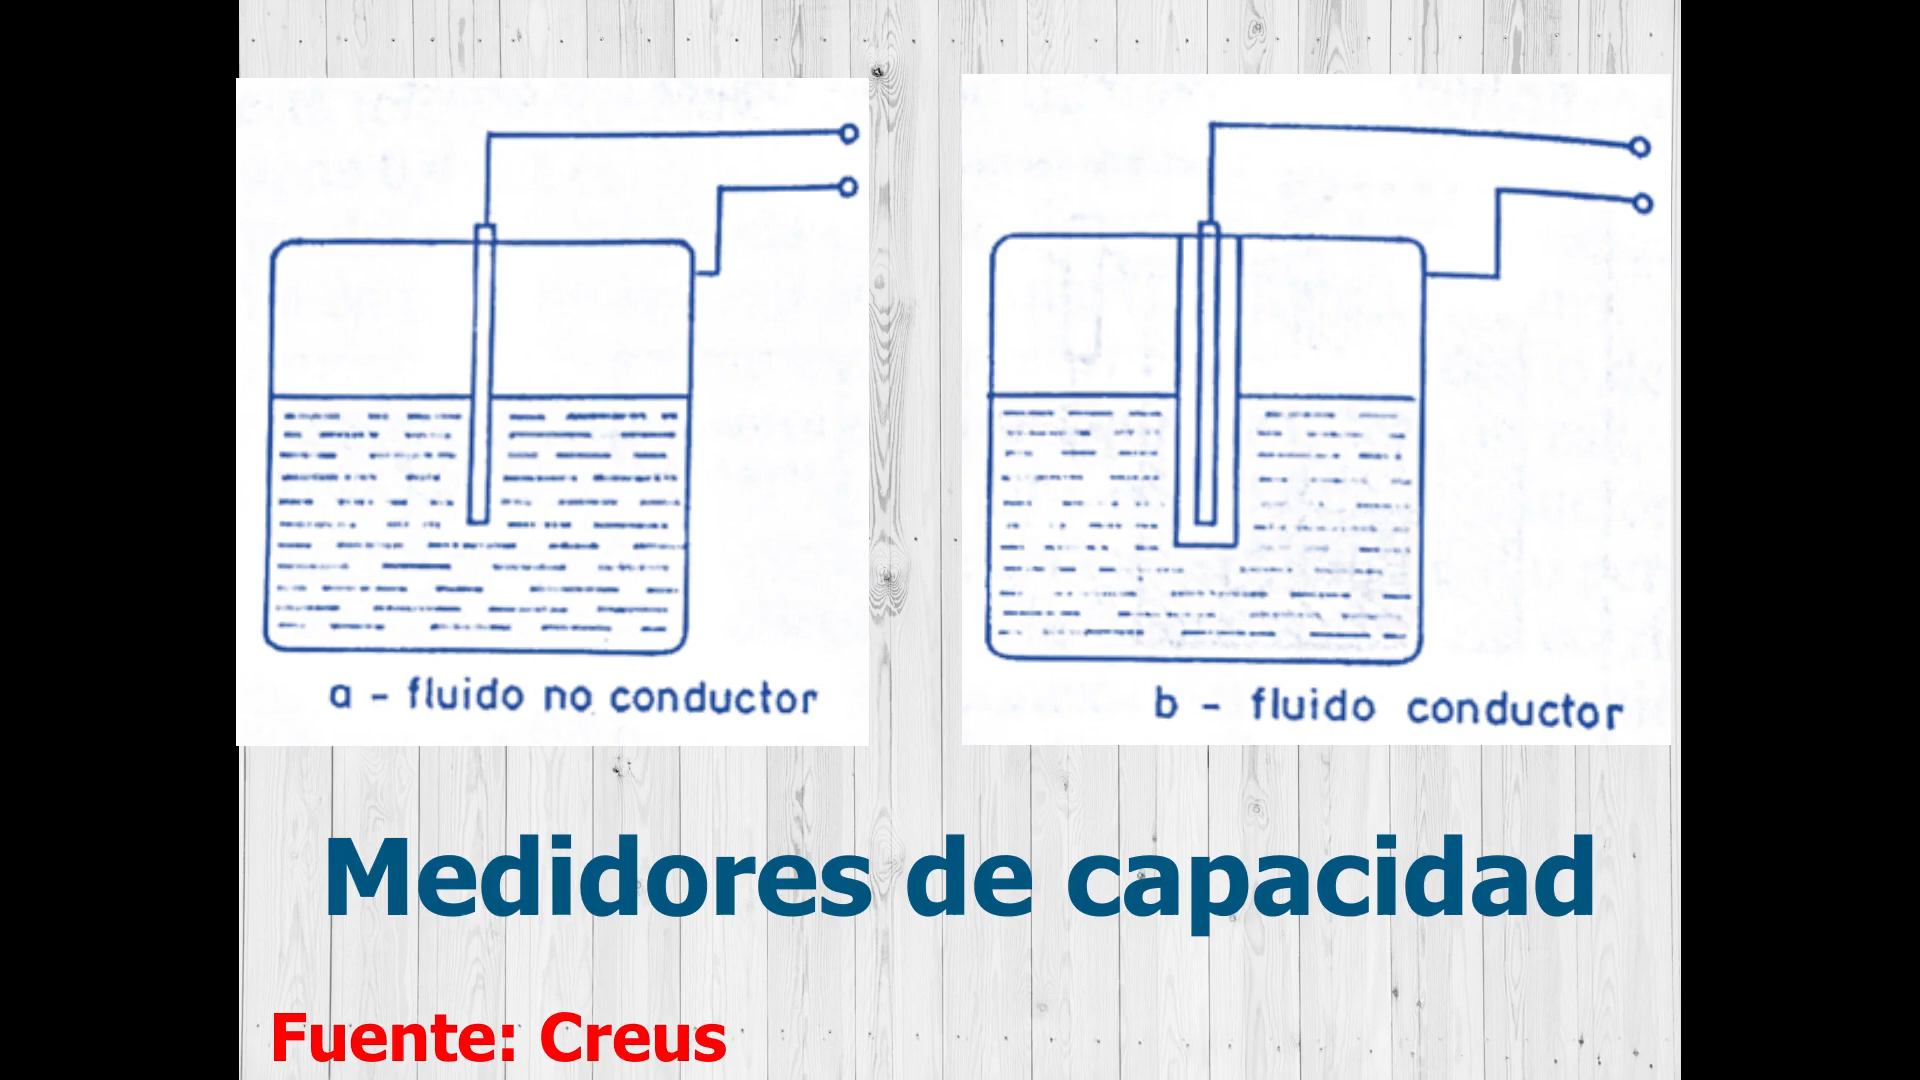 a - fluido no conductor
b - fluido conductor
Medidores de capacidad
Fuente: Creus